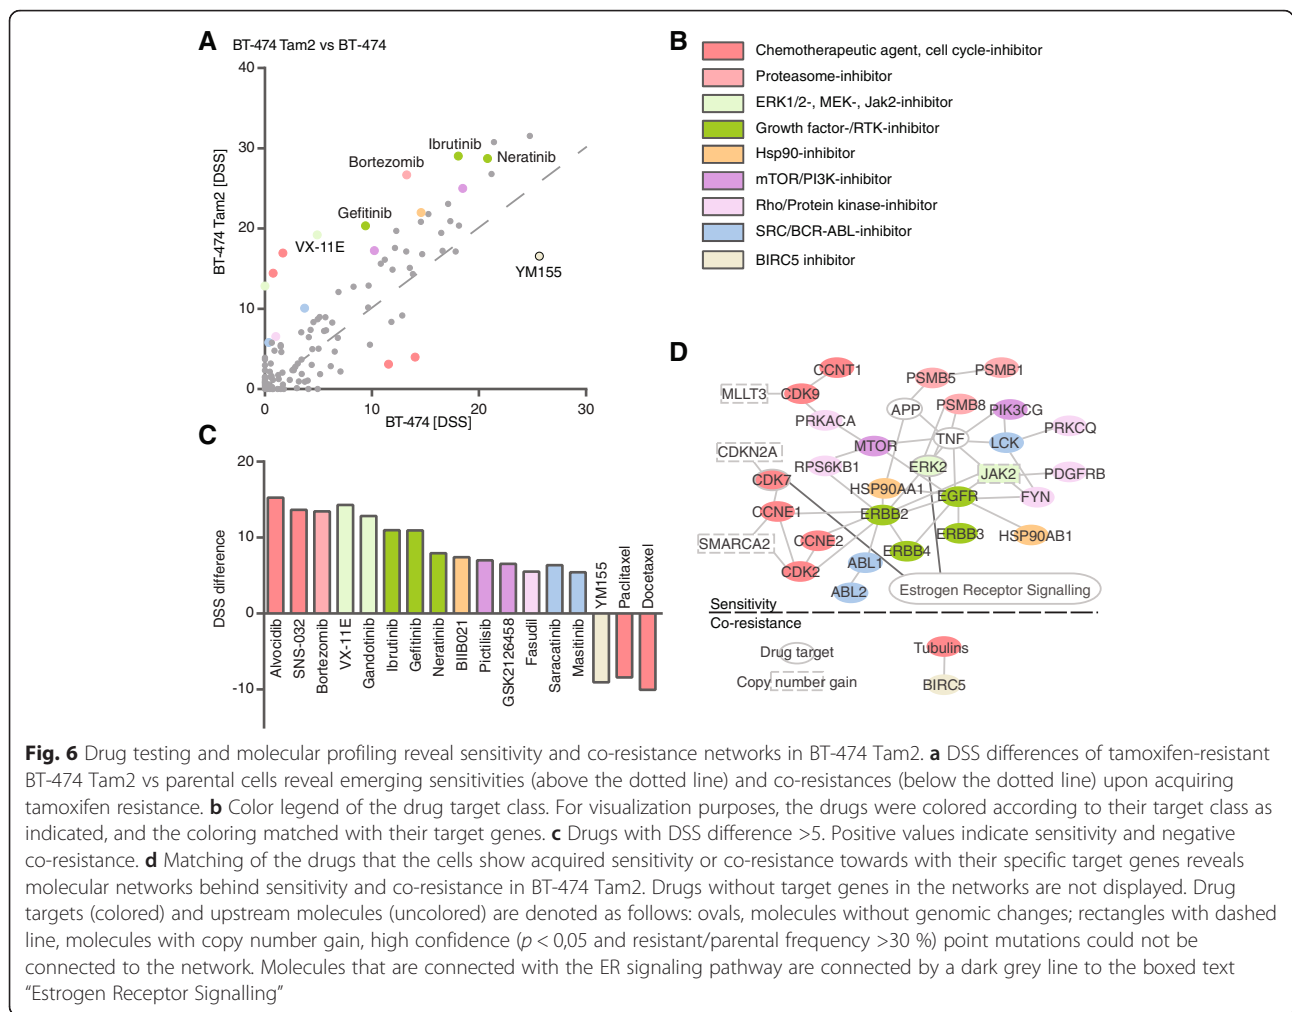 A
BT-474 Tam2 vs BT-474
40
30
20
10
0
BT-474 Tam2 [DSS]
Ibrutinib
Neratinib
Bortezomib
Gefitinib
VX-11E
YM155
0
10
20
30
BT-474 [DSS]
B
Chemotherapeutic agent, cell cycle-inhibitor
Proteasome-inhibitor
ERK1/2-, MEK-, Jak2-inhibitor
Growth factor-/RTK-inhibitor
Hsp90-inhibitor
mTOR/PI3K-inhibitor
Rho/Protein kinase-inhibitor
SRC/BCR-ABL-inhibitor
BIRC5 inhibitor
C
20
10
0
-10
DSS difference
Alvocidib
SNS-032
Bortezomib
VX-11E
Gandotinib
Ibrutinib
Gefitinib
Neratinib
BIIB021
Pictilisib
GSK2126458
Fasudil
Saracatinib
Masitinib
YM155
Paclitaxel
Docetaxel
D
CCNT1
PSMB5
PSMB1
MLLT3
CDK9
APP
PSMB8
PIK3CG
PRKACA
TNF
LCK
PRKCQ
MTOR
CDKN2A
RPS6KB1
ERK2
JAK2
PDGFRB
CDK7
HSP90AA1
EGFR
FYN
CCNE1
ERBB2
SMARCA2
CCNE2
ERBB4
ERBB3
HSP90AB1
CDK2
ABL1
ABL2
Estrogen Receptor Signalling
Sensitivity
Co-resistance
Drug target
Tubulins
Copy number gain
BIRC5
Fig. 6 Drug testing and molecular profiling reveal sensitivity and co-resistance networks in BT-474 Tam2. a DSS differences of tamoxifen-resistant
BT-474 Tam2 vs parental cells reveal emerging sensitivities (above the dotted line) and co-resistances (below the dotted line) upon acquiring
tamoxifen resistance. b Color legend of the drug target class. For visualization purposes, the drugs were colored according to their target class as
indicated, and the coloring matched with their target genes. c Drugs with DSS difference >5. Positive values indicate sensitivity and negative
co-resistance. d Matching of the drugs that the cells show acquired sensitivity or co-resistance towards with their specific target genes reveals
molecular networks behind sensitivity and co-resistance in BT-474 Tam2. Drugs without target genes in the networks are not displayed. Drug
targets (colored) and upstream molecules (uncolored) are denoted as follows: ovals, molecules without genomic changes; rectangles with dashed
line, molecules with copy number gain, high confidence (p < 0,05 and resistant/parental frequency >30 %) point mutations could not be
connected to the network. Molecules that are connected with the ER signaling pathway are connected by a dark grey line to the boxed text
“Estrogen Receptor Signalling”